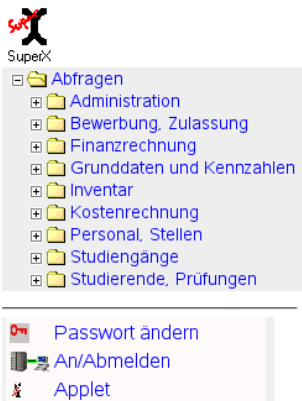 SuperX
SuperX
Abfragen
Administration
Bewerbung, Zulassung
Finanzrechnung
Grunddaten und Kennzahlen
Inventar
Kostenrechnung
Personal, Stellen
Studiengänge
Studierende, Prüfungen
Passwort ändern
An/Abmelden
Applet